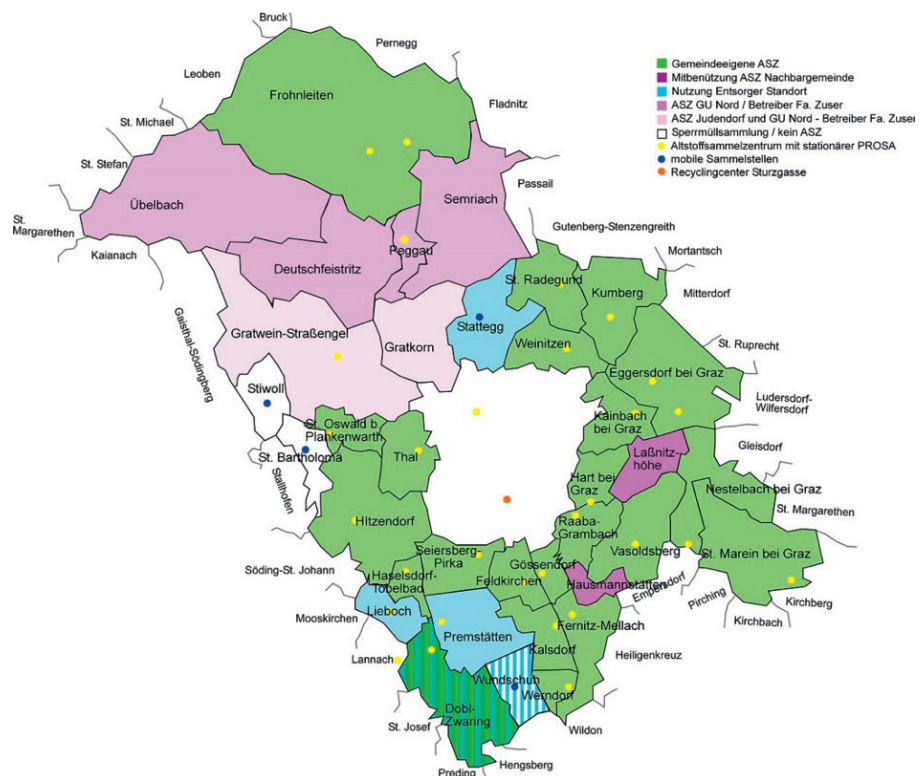 Bruck
Pernegg
Leoben
Frohnleiten
Fladnitz
St. Michael
St. Stefan
Übelbach
Semriach
Passail
St.
Margarethen
Kaianach
Deutschfeistritz
Peggau
Gutenberg-Stenzengreith
Mortantsch
Mitterdorf
St. Radegund
Kumberg
Gaisthal-Södingberg
Gratwein-Straßengel
Gratkorn
Stattegg
Weinitzen
St. Ruprecht
Eggersdorf bei Graz
Stiwoll
Ludersdorf-
Wilfersdorf
Kainbach
bei Graz
St. Oswald b.
Plankenwarth
St. Bartholomä
Thal
Laßnitz-
höhe
Gleisdorf
Stallhofen
Hart bei
Graz
Nestelbach bei Graz
St. Margarethen
HItzendorf
Raaba-
Grambach
Vasoldsberg
St. Marein bei Graz
Seiersberg-
Pirka
Gössendorf
Söding-St. Johann
Haselsdorf-
Tobelbad
Feldkirchen
Hausmannstätten
Empersdorf
Pirching
Kirchberg
Kirchbach
Mooskirchen
Lieboch
Premstätten
Fernitz-Mellach
Kalsdorf
Heiligenkreuz
Lannach
Wundschuh
Werndorf
Dobl-
Zwaring
St. Josef
Wildon
Hengsberg
Preding
Gemeindeeigene ASZ
Mitbenützung ASZ Nachbargemeinde
Nutzung Entsorger Standort
ASZ GU Nord / Betreiber Fa. Zuser
ASZ Judendorf und GU Nord - Betreiber Fa. Zuser
Sperrmüllsammlung / kein ASZ
Altstoffsammelzentrum mit stationärer PROSA
mobile Sammelstellen
Recyclingcenter Sturzgasse